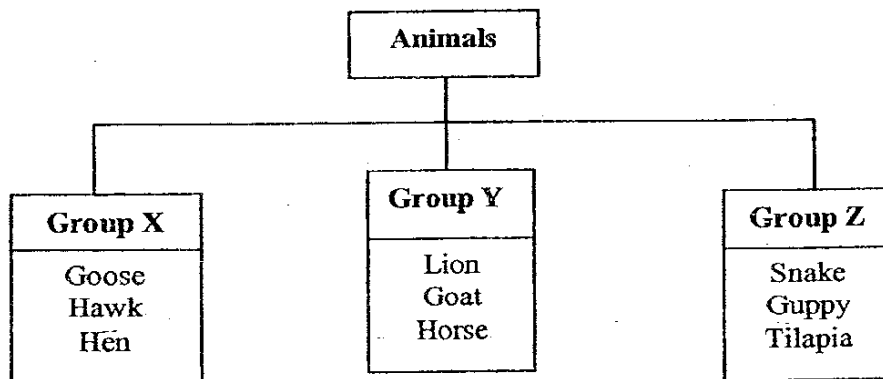 Animals
Group X
Goose
Hawk
Hen
Group Y
Lion
Goat
Horse
Group Z
Snake
Guppy
Tilapia